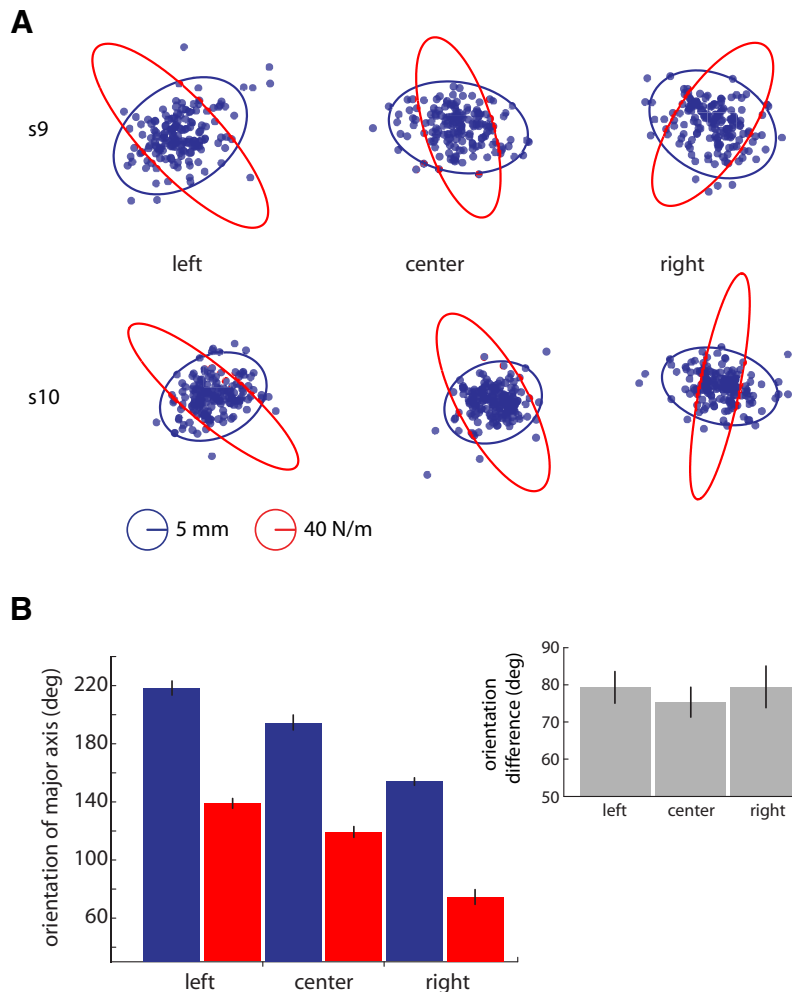 A
s9
left center right
s10
5 mm 40 N/m
B
orientation of major axis (deg)
220
180
140
100
60
left center right
orientation
difference (deg)
90
80
70
60
50
left center right